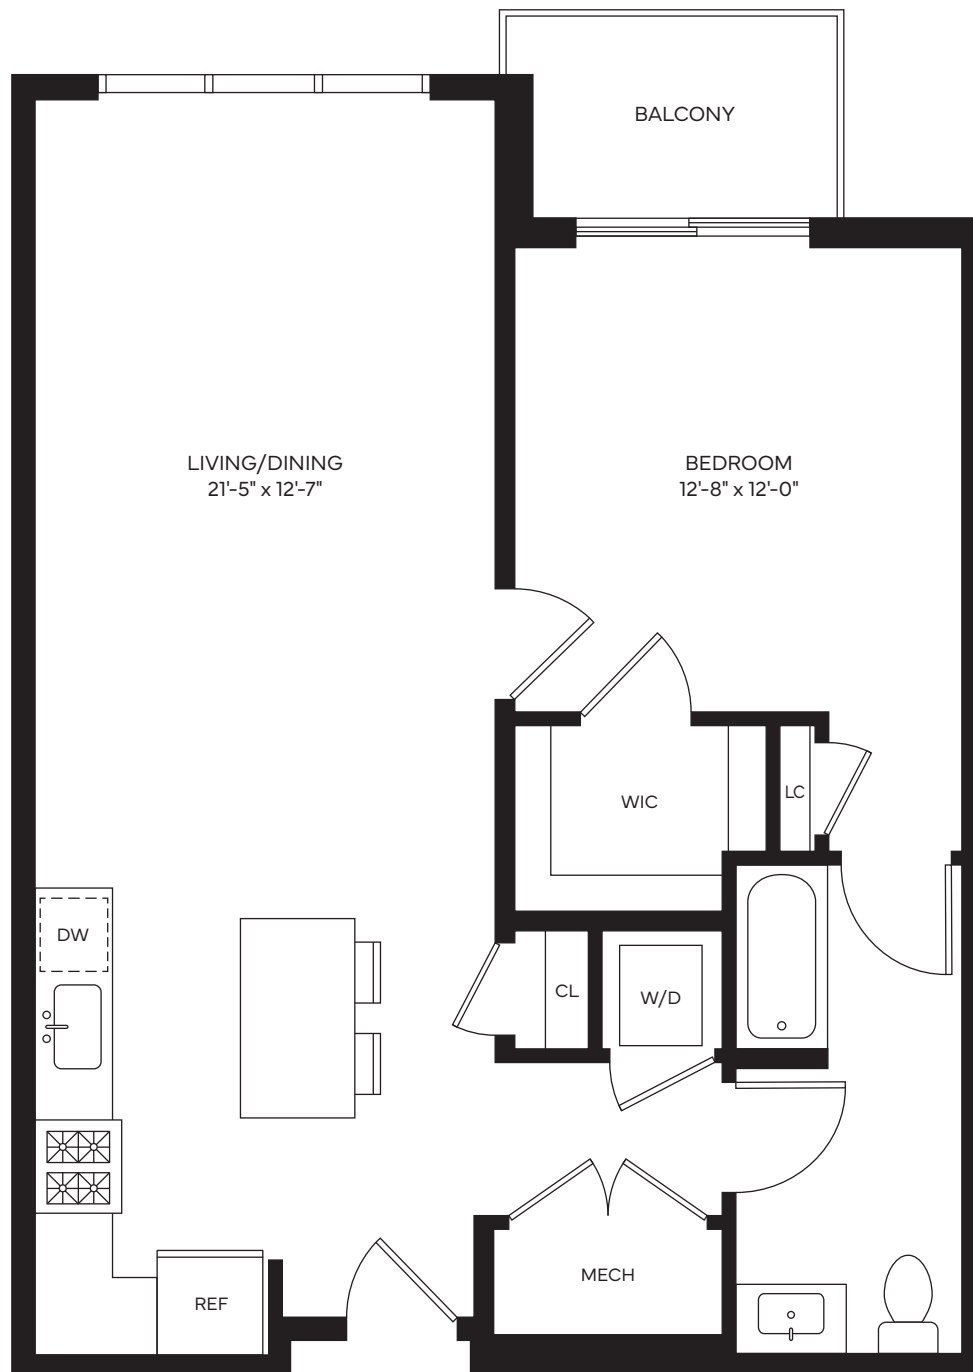 BALCONY
LIVING/DINING
21'-5" x 12'-7"
BEDROOM
12'-8" x 12'-0"
WIC
LC
DW
CL
W/D
MECH
REF